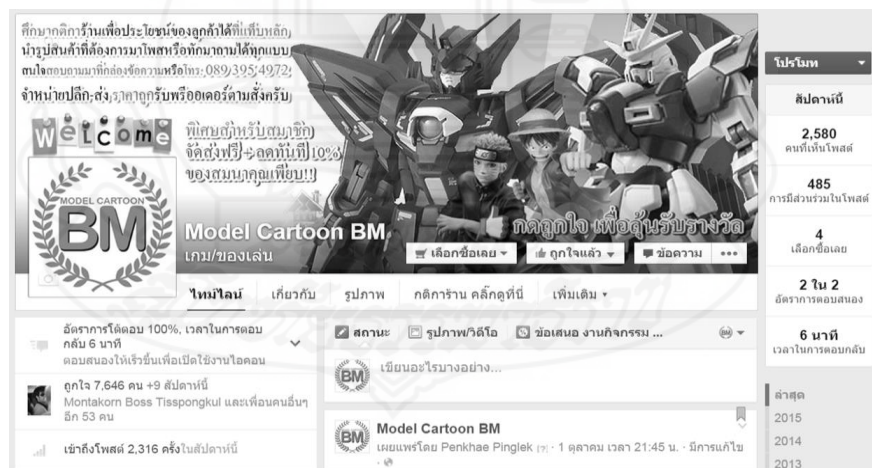 ศึกษากติการ้านเพื่อประโยชน์ของลูกค้าได้ที่แท็บหลัก
นำรูปสินค้าที่ต้องการมาโพสหรือทักมาถามได้ทุกแบบ
สนใจสอบถามมาที่กล่องข้อความหรือโทร:089/395/4972
จำหน่ายปลีก-ส่ง ราคาถูกรับพรีออเดอร์ตามสั่งครับ
Welcome
พิเศษสำหรับสมาชิก
จัดส่งฟรี+ลดทันที10%
MODEL CARTOON
BM
Model Cartoon BM
เกม/ของเล่น
กดถูกใจ เพื่อลุ้นรับรางวัล
เลือกซื้อเลย
ถูกใจแล้ว
ข้อความ
ไทม์ไลน์ เกี่ยวกับ รูปภาพ กติการ้าน คลิ๊กดูที่นี่ เพิ่มเติม
โปรโมท
สัปดาห์นี้
2,580
คนที่เห็นโพสต์
485
การมีส่วนร่วมในโพสต์
4
เลือกซื้อเลย
2 ใน 2
อัตราการตอบสนอง
6 นาที
เวลาในการตอบกลับ
ล่าสุด
2015
2014
2013
อัตราการโต้ตอบ 100%, เวลาในการตอบ
กลับ 6 นาที
ตอบสนองให้เร็วขึ้นเพื่อเปิดใช้งานไอคอน
ถูกใจ 7,646 คน +9 สัปดาห์นี้
Montakorn Boss Tisspongkul และเพื่อนคนอื่นๆ
อีก 53 คน
เข้าถึงโพสต์ 2,316 ครั้งในสัปดาห์นี้
สถานะ รูปภาพ/วิดีโอ ข้อเสนอ งานกิจกรรม ...
BM
เขียนอะไรบางอย่าง...
BM
Model Cartoon BM
เผยแพร่โดย Penkhae Pinglek [?] · 1 ตุลาคม เวลา 21:45 น. · มีการแก้ไข